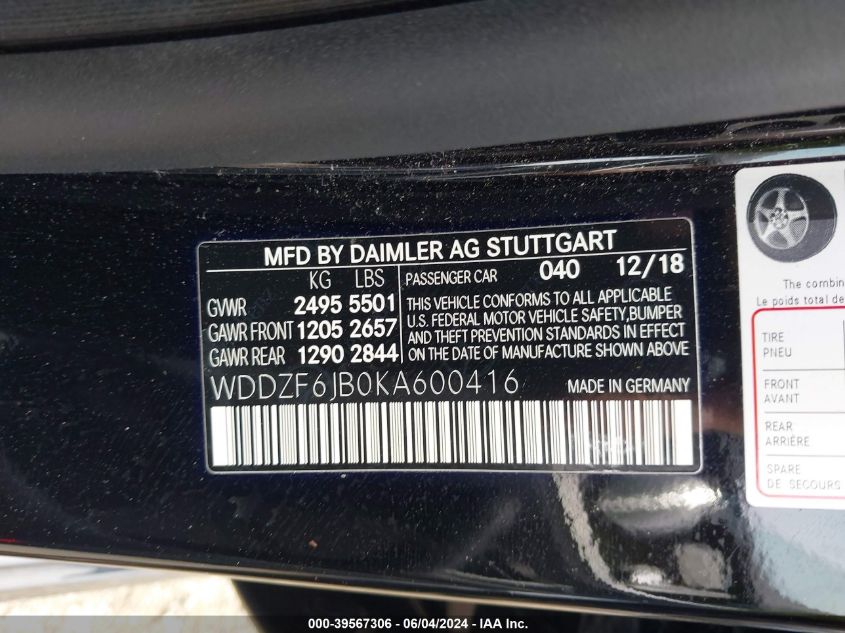 MFD BY DAIMLER AG STUTTGART
KG LBS
GVWR 2495 5501
GAWR FRONT 1205 2657
GAWR REAR 1290 2844
PASSENGER CAR 040 12/18
THIS VEHICLE CONFORMS TO ALL APPLICABLE
U.S. FEDERAL MOTOR VEHICLE SAFETY,BUMPER
AND THEFT PREVENTION STANDARDS IN EFFECT
ON THE DATE OF MANUFACTURE SHOWN ABOVE
WDDZF6JB0KA600416 MADE IN GERMANY
The combin
Le poids total de
TIRE
PNEU
FRONT
AVANT
REAR
ARRIÈRE
SPARE
DE SECOURS
000-39567306 - 06/04/2024 - IAA Inc.